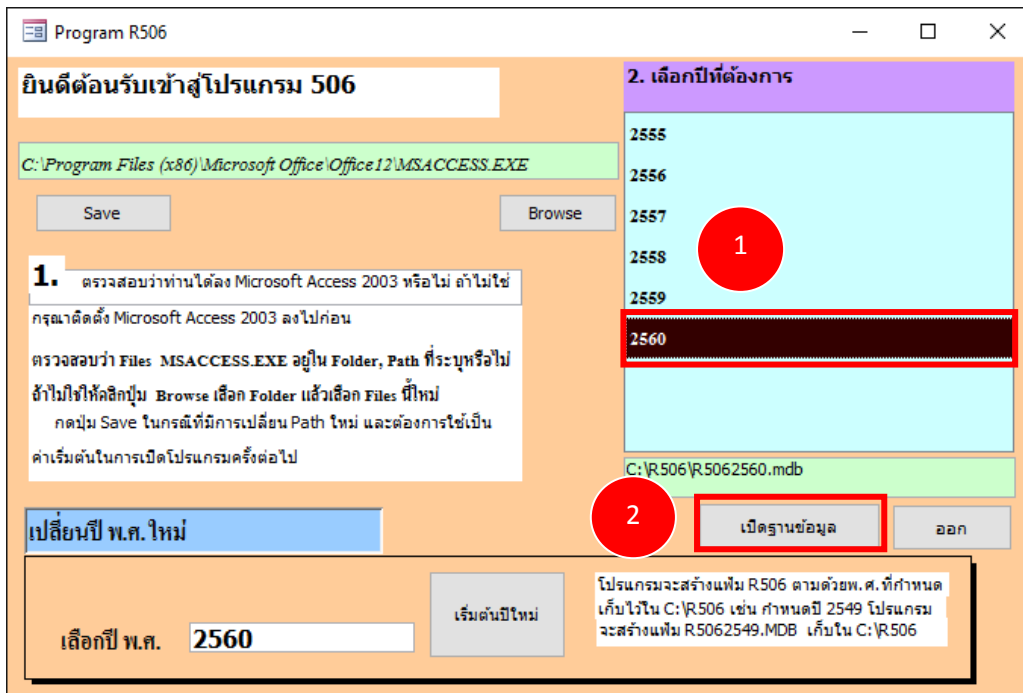 Program R506
ยินดีต้อนรับเข้าสู่โปรแกรม 506
C:\Program Files (x86)\Microsoft Office\Office12\MSACCESS.EXE
Save
Browse
1. ตรวจสอบว่าท่านได้ลง Microsoft Access 2003 หรือไม่ ถ้าไม่ใช่
กรุณาติดตั้ง Microsoft Access 2003 ลงไปก่อน
ตรวจสอบว่า Files MSACCESS.EXE อยู่ใน Folder, Path ที่ระบุหรือไม่
ถ้าไม่ใช่ให้คลิกปุ่ม Browse เลือก Folder แล้วเลือก Files นี้ใหม่
กดปุ่ม Save ในกรณีที่มีการเปลี่ยน Path ใหม่ และต้องการใช้เป็น
ค่าเริ่มต้นในการเปิดโปรแกรมครั้งต่อไป
2. เลือกปีที่ต้องการ
2555
2556
2557
2558
2559
2560
1
C:\R506\R5062560.mdb
2
เปิดฐานข้อมูล
ออก
เปลี่ยนปี พ.ศ.ใหม่
เลือกปี พ.ศ.
2560
เริ่มต้นปีใหม่
โปรแกรมจะสร้างแฟ้ม R506 ตามด้วยพ.ศ.ที่กำหนด
เก็บไว้ใน C:\R506 เช่น กำหนดปี 2549 โปรแกรม
จะสร้างแฟ้ม R5062549.MDB เก็บใน C:\R506